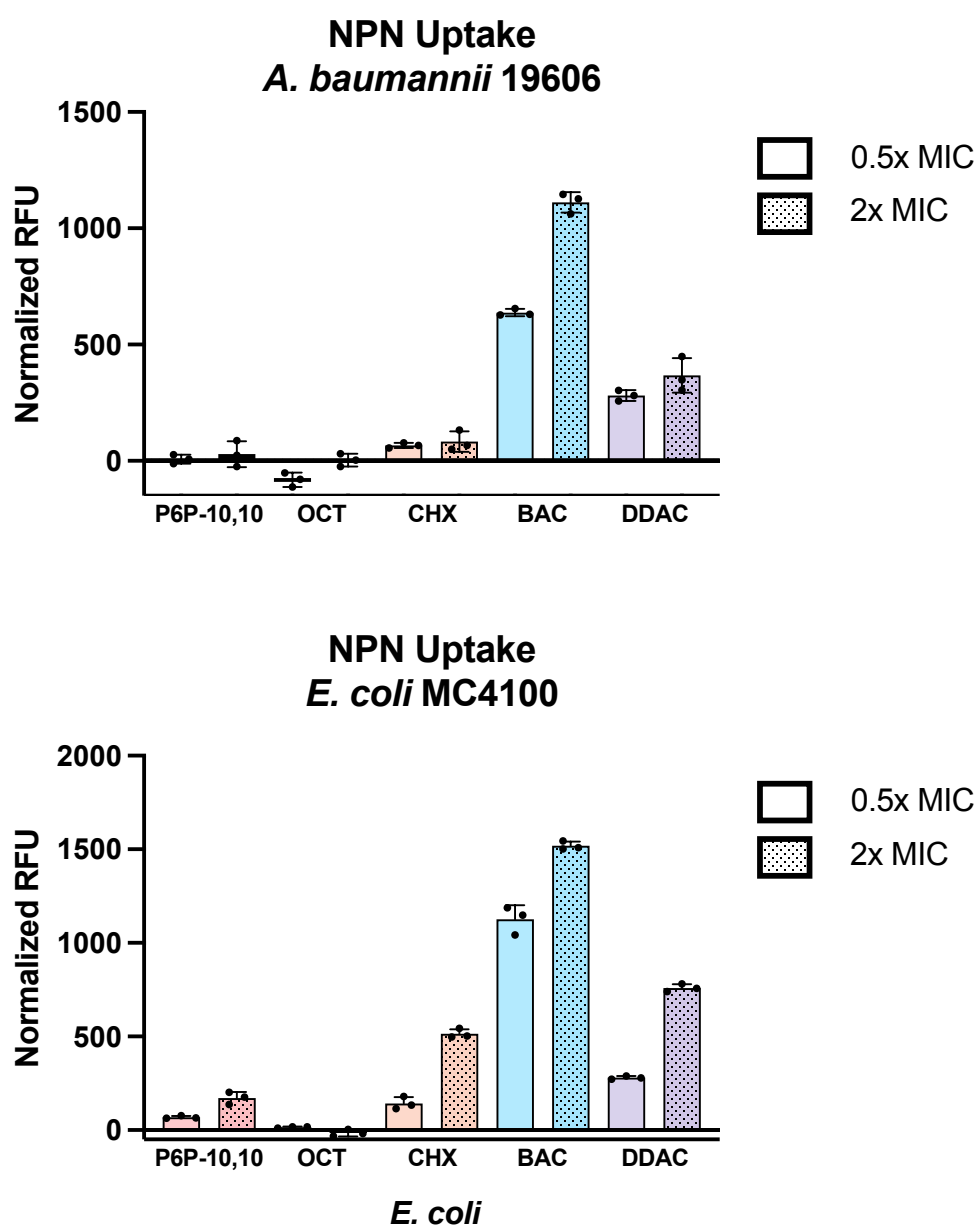 NPN Uptake
A. baumannii 19606
1500
1000
500
0
Normalized RFU
P6P-10,10 OCT CHX BAC DDAC
0.5x MIC
2x MIC
NPN Uptake
E. coli MC4100
2000
1500
1000
500
0
Normalized RFU
P6P-10,10 OCT CHX BAC DDAC
0.5x MIC
2x MIC
E. coli